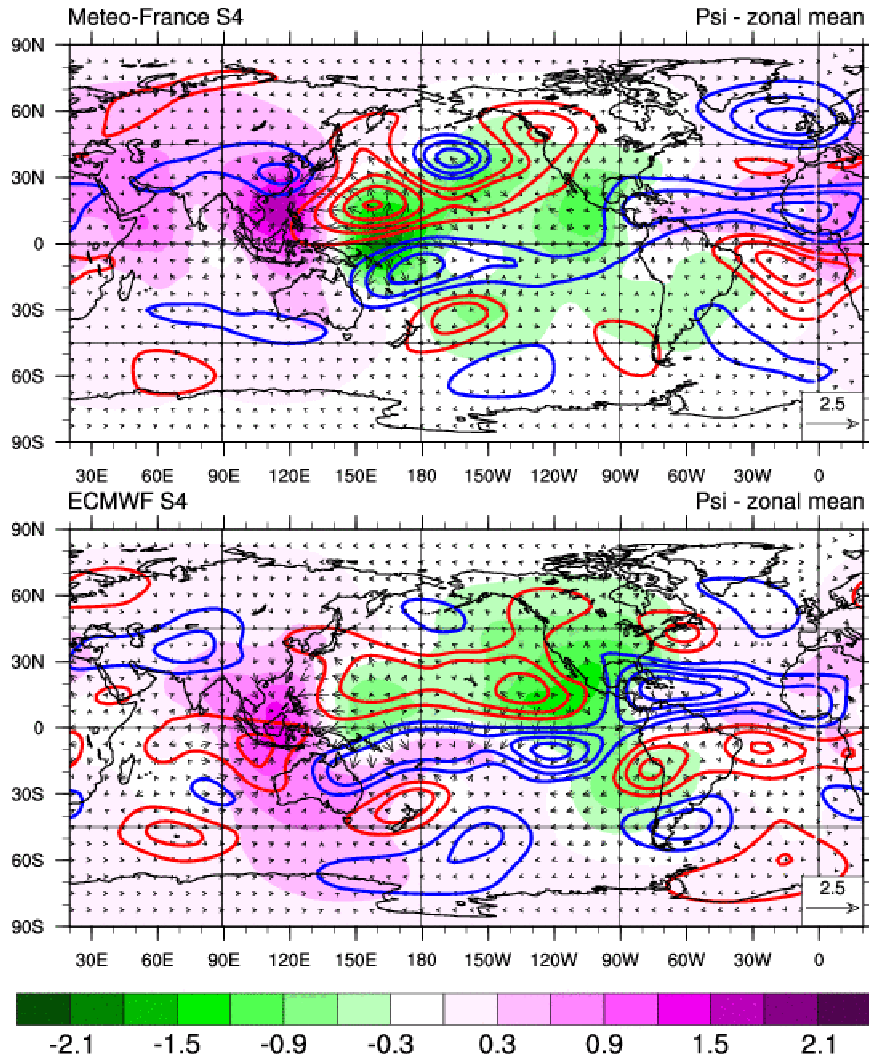 Meteo-France S4 Psi - zonal mean
90N
60N
30N
0
30S
60S
90S
2.5
30E 60E 90E 120E 150E 180 150W 120W 90W 60W 30W 0
ECMWF S4 Psi - zonal mean
90N
60N
30N
0
30S
60S
90S
2.5
30E 60E 90E 120E 150E 180 150W 120W 90W 60W 30W 0
-2.1 -1.5 -0.9 -0.3 0.3 0.9 1.5 2.1